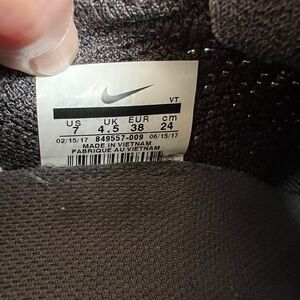 VT
US UK EUR cm
7 4.5 38 24
02/15/17 849557-009 06/15/17
MADE IN VIETNAM
FABRIQUE AU VIETNAM